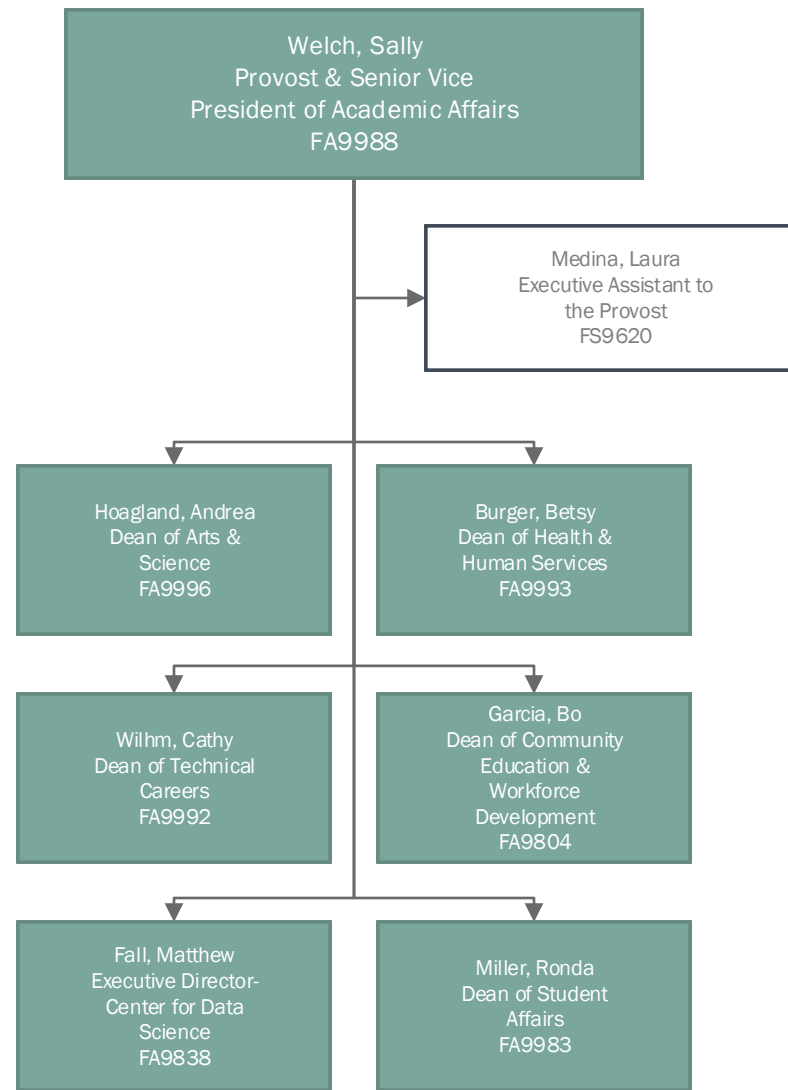 Welch, Sally
Provost & Senior Vice
President of Academic Affairs
FA9988
Medina, Laura
Executive Assistant to
the Provost
FS9620
Hoagland, Andrea
Dean of Arts &
Science
FA9996
Burger, Betsy
Dean of Health &
Human Services
FA9993
Wilhm, Cathy
Dean of Technical
Careers
FA9992
Garcia, Bo
Dean of Community
Education &
Workforce
Development
FA9804
Fall, Matthew
Executive Director-
Center for Data
Science
FA9838
Miller, Ronda
Dean of Student
Affairs
FA9983